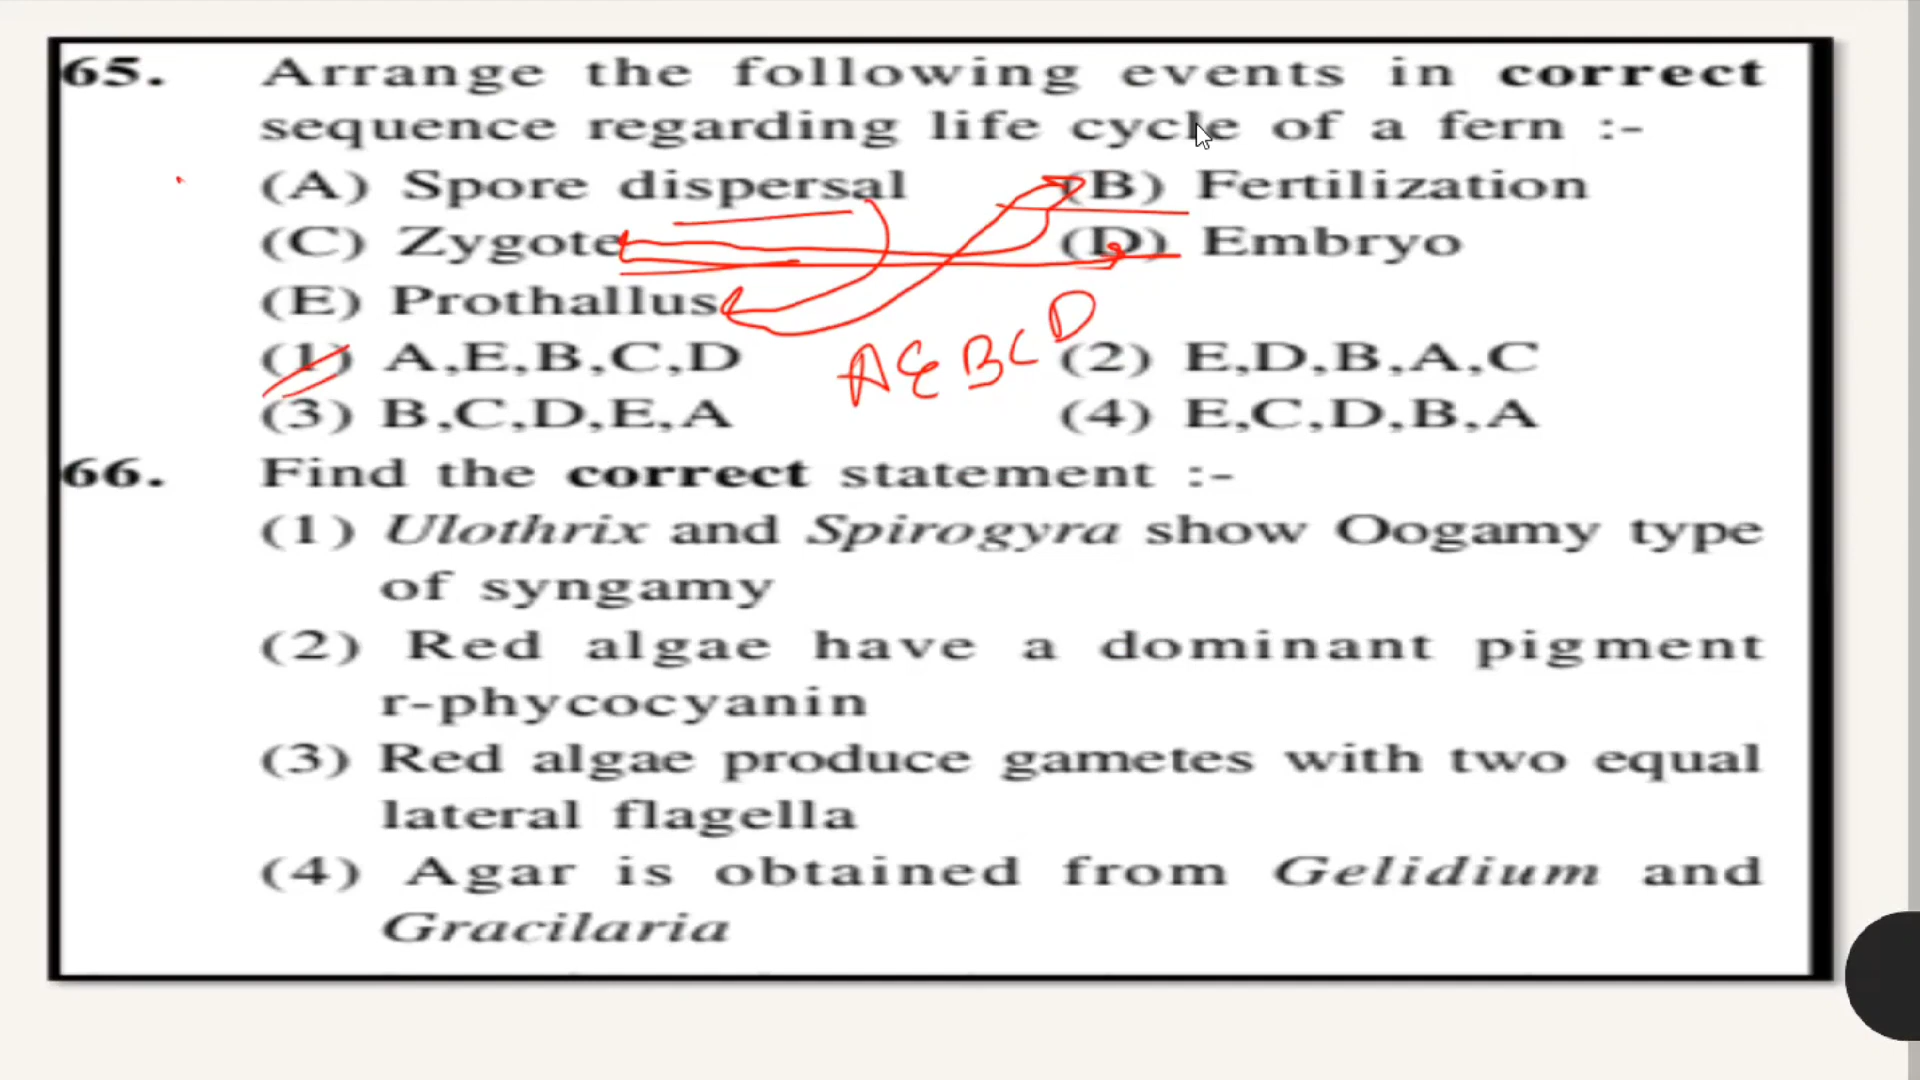 65. Arrange the following events in correct
sequence regarding life cycle of a fern :-
(A) Spore dispersal (B) Fertilization
(C) Zygote (D) Embryo
(E) Prothallus
(1) A,E,B,C,D (2) E,D,B,A,C
A E B C D
(3) B,C,D,E,A (4) E,C,D,B,A
66. Find the correct statement :-
(1) Ulothrix and Spirogyra show Oogamy type
of syngamy
(2) Red algae have a dominant pigment
r-phycocyanin
(3) Red algae produce gametes with two equal
lateral flagella
(4) Agar is obtained from Gelidium and
Gracilaria